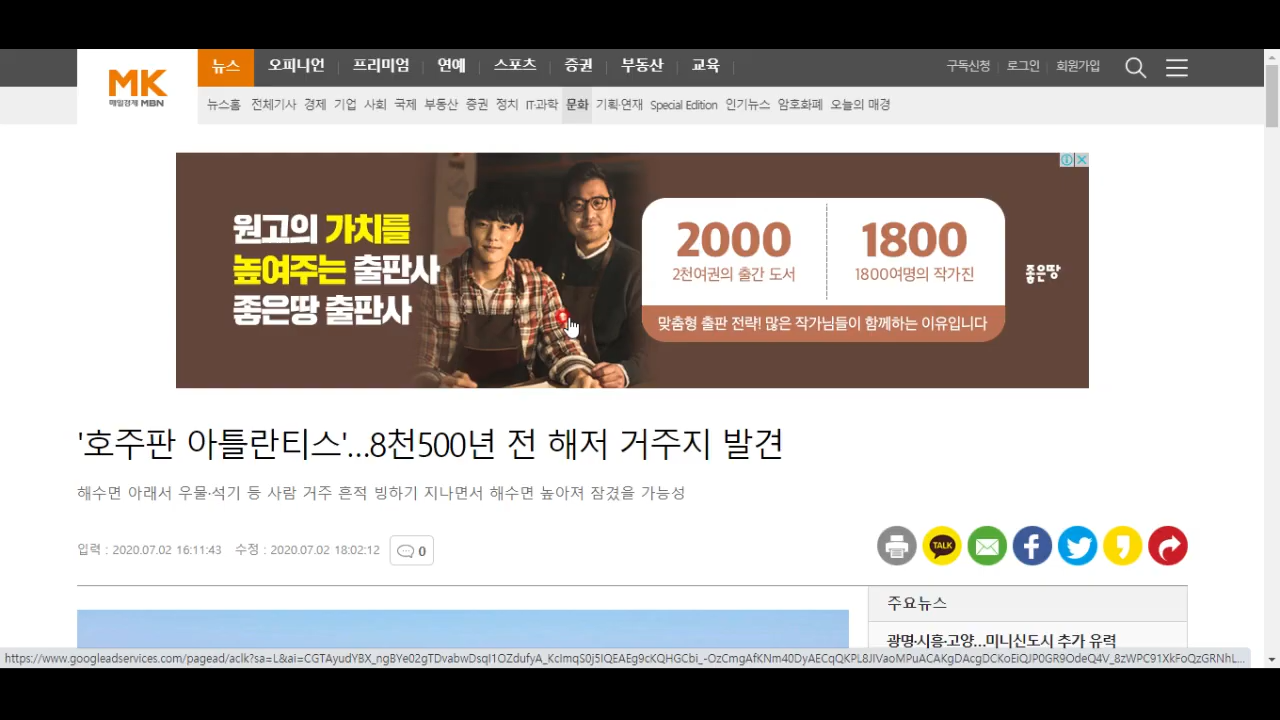 MK
매일경제 MBN
뉴스 오피니언 프리미엄 연예 스포츠 증권 부동산 교육
구독신청 로그인 회원가입
뉴스홈 전체기사 경제 기업 사회 국제 부동산 증권 정치 IT·과학 문화 기획·연재 Special Edition 인기뉴스 암호화폐 오늘의 매경
원고의 가치를
높여주는 출판사
좋은땅 출판사
2000
2천여권의 출간 도서
1800
1800여명의 작가진
맞춤형 출판 전략! 많은 작가님들이 함께하는 이유입니다
좋은땅
'호주판 아틀란티스'...8천500년 전 해저 거주지 발견
해수면 아래서 우물·석기 등 사람 거주 흔적 빙하기 지나면서 해수면 높아져 잠겼을 가능성
입력 : 2020.07.02 16:11:43 수정 : 2020.07.02 18:02:12 0
TALK
주요뉴스
광명·시흥·고양...미니신도시 추가 유력